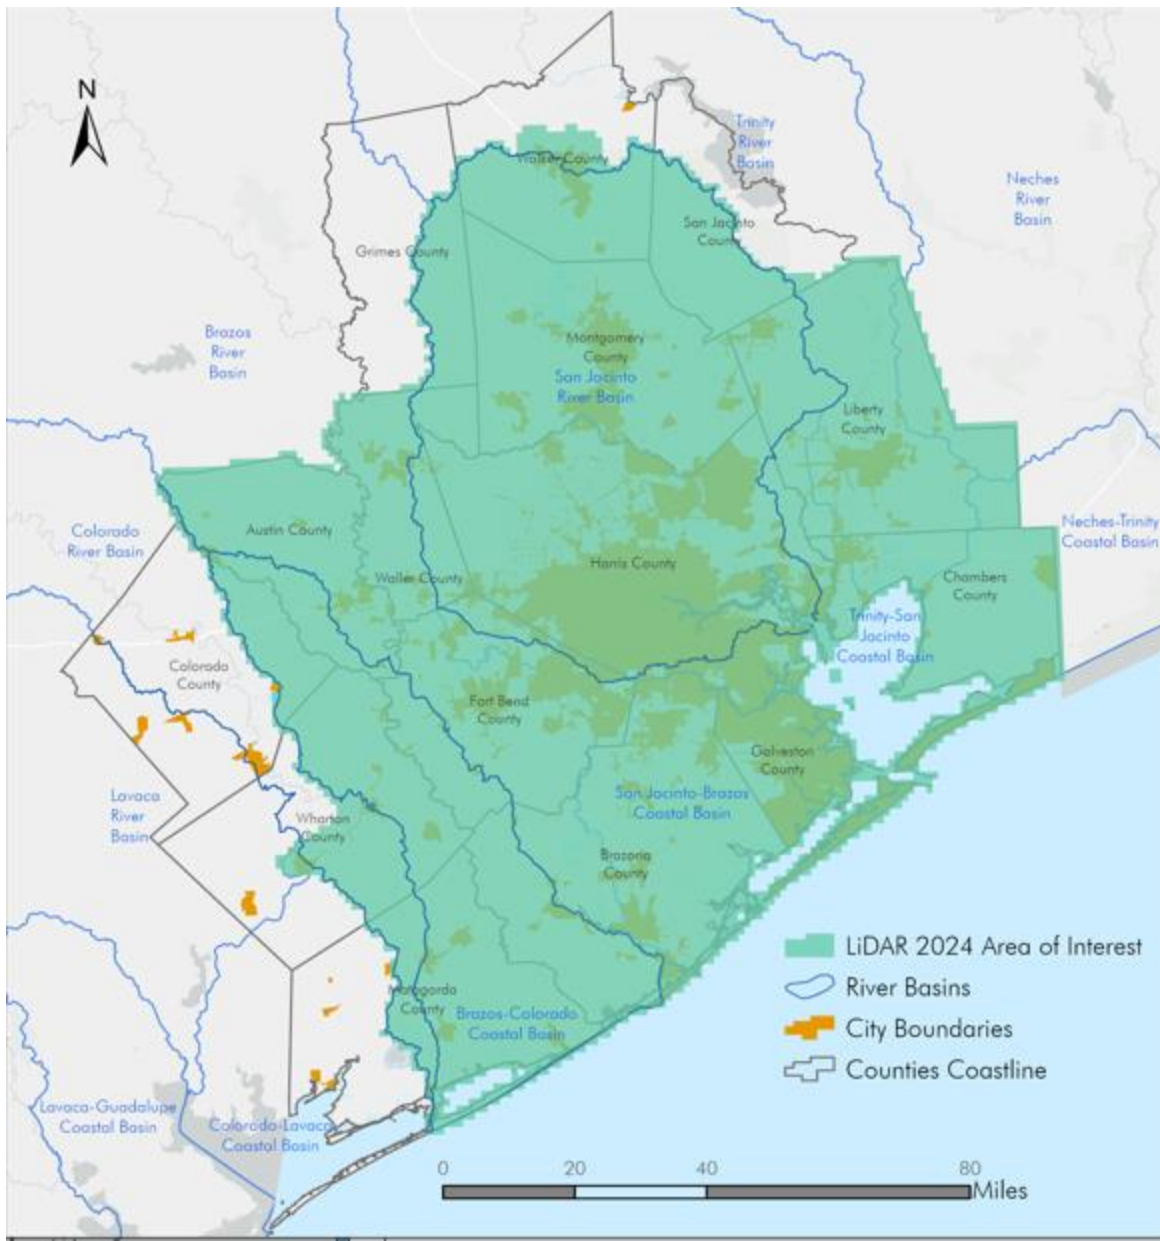 N
Trinity
River
Basin
Walker County
Neches
River
Basin
San Jacinto
County
Grimes County
Brazos
River
Basin
Montgomery
County
San Jacinto
River Basin
Liberty
County
Colorado
River Basin
Austin County
Neches-Trinity
Coastal Basin
Harris County
Waller County
Chambers
County
Trinity-San
Jacinto
Coastal Basin
Colorado
County
Fort Bend
County
Galveston
County
Lavaca
River
Basin
San Jacinto-Brazos
Coastal Basin
Wharton
County
Brazoria
County
LiDAR 2024 Area of Interest
River Basins
City Boundaries
Counties Coastline
Matagorda
County
Brazos-Colorado
Coastal Basin
Lavaca-Guadalupe
Coastal Basin
Colorado-Lavaca
Coastal Basin
0 20 40 80
Miles